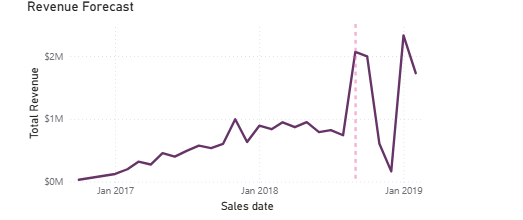 Revenue Forecast
$2M
$1M
$0M
Total Revenue
Jan 2017
Jan 2018
Jan 2019
Sales date